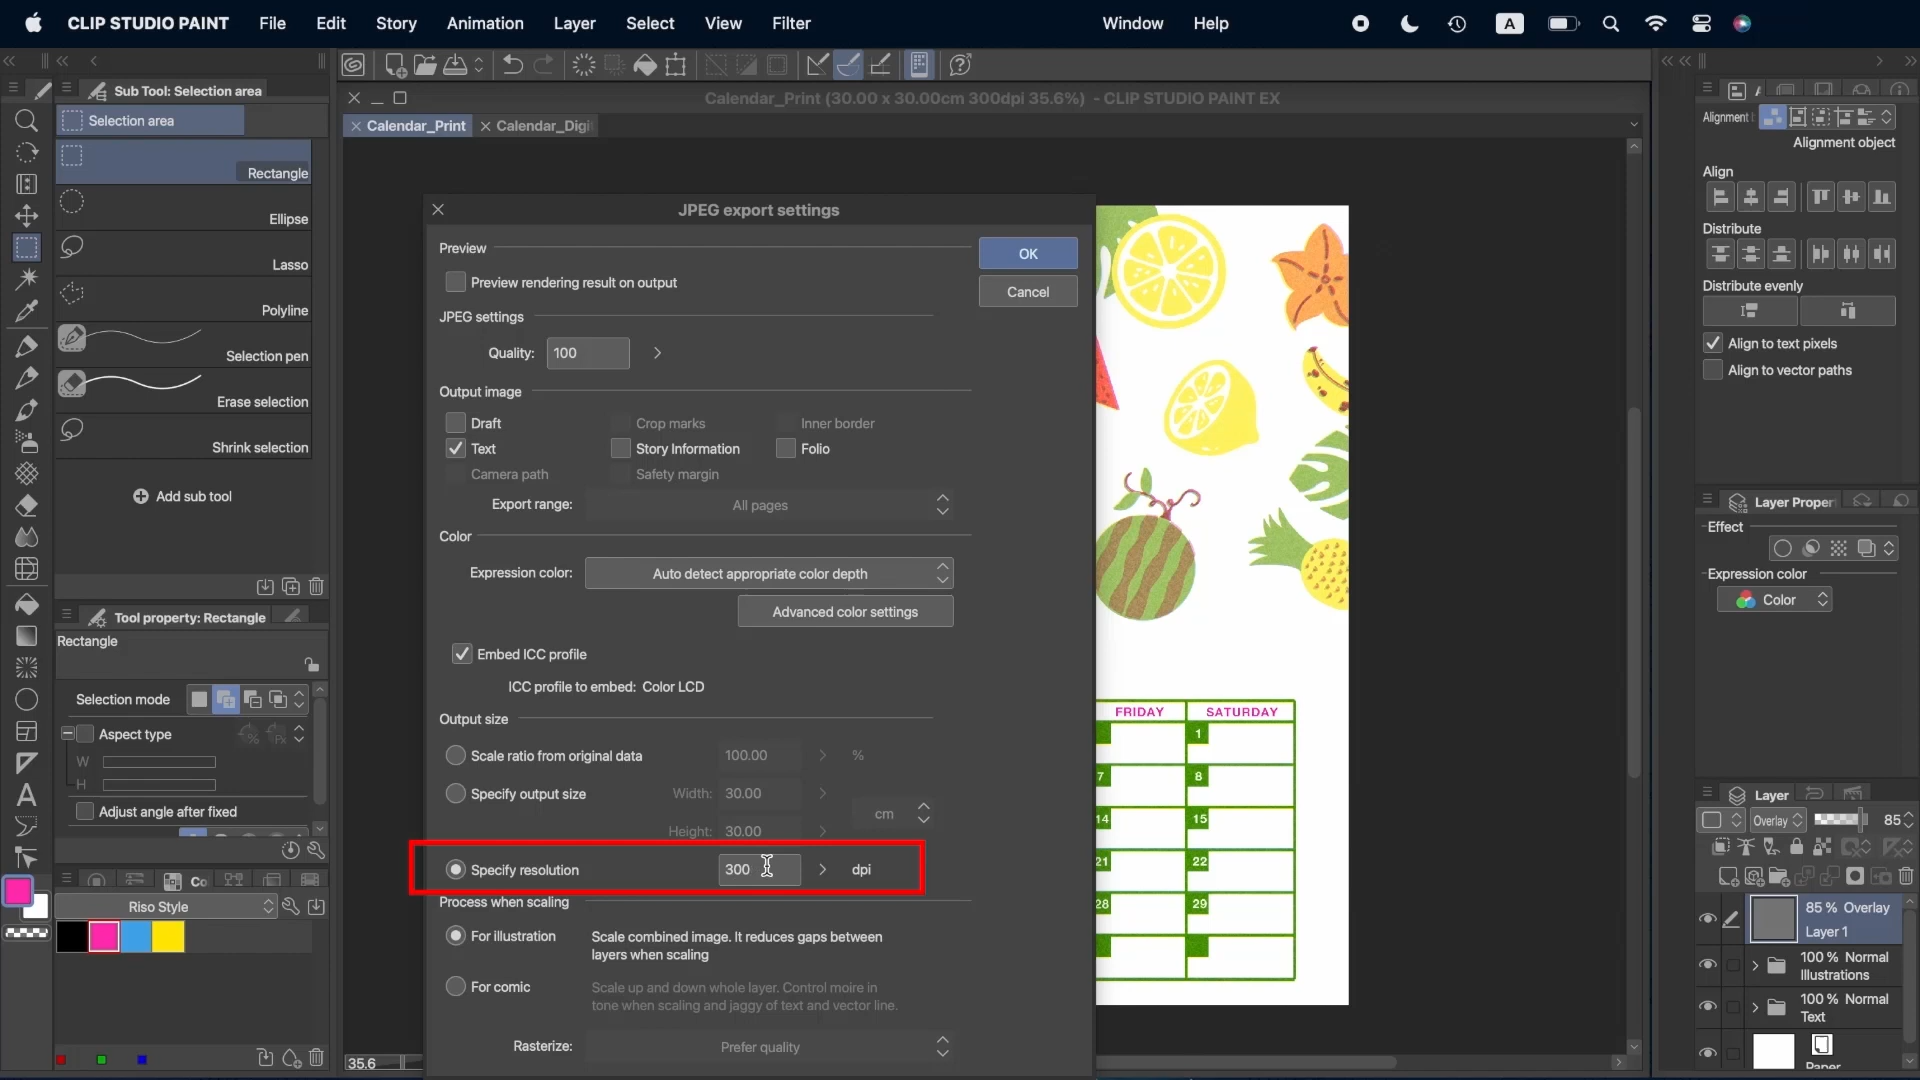 CLIP STUDIO PAINT File Edit Story Animation Layer Select View Filter Window Help A
Sub Tool: Selection area
Selection area
Rectangle
Ellipse
Lasso
Polyline
Selection pen
Erase selection
Shrink selection
Add sub tool
Tool property: Rectangle
Rectangle
Selection mode
Aspect type
W
H
Adjust angle after fixed
Co
Riso Style
Calendar_Print (30.00 x 30.00cm 300dpi 35.6%) - CLIP STUDIO PAINT EX
Calendar_Print Calendar_Digi
JPEG export settings
Preview
OK
Preview rendering result on output
Cancel
JPEG settings
Quality: 100
Output image
Draft Crop marks Inner border
Text Story Information Folio
Camera path Safety margin
Export range: All pages
Color
Expression color: Auto detect appropriate color depth
Advanced color settings
Embed ICC profile
ICC profile to embed: Color LCD
Output size
Scale ratio from original data 100.00 %
Specify output size Width: 30.00
cm
Height: 30.00
Specify resolution 300 dpi
Process when scaling
For illustration Scale combined image. It reduces gaps between
layers when scaling
For comic Scale up and down whole layer. Control moire in
tone when scaling and jaggy of text and vector line.
Rasterize: Prefer quality
35.6
FRIDAY SATURDAY
1
7 8
14 15
21 22
28 29
Alignment
Alignment object
Align
Distribute
Distribute evenly
Align to text pixels
Align to vector paths
Layer Proper
Effect
Expression color
Color
Layer
Overlay 85
85 % Overlay
Layer 1
100 % Normal
Illustrations
100 % Normal
Text
Paper